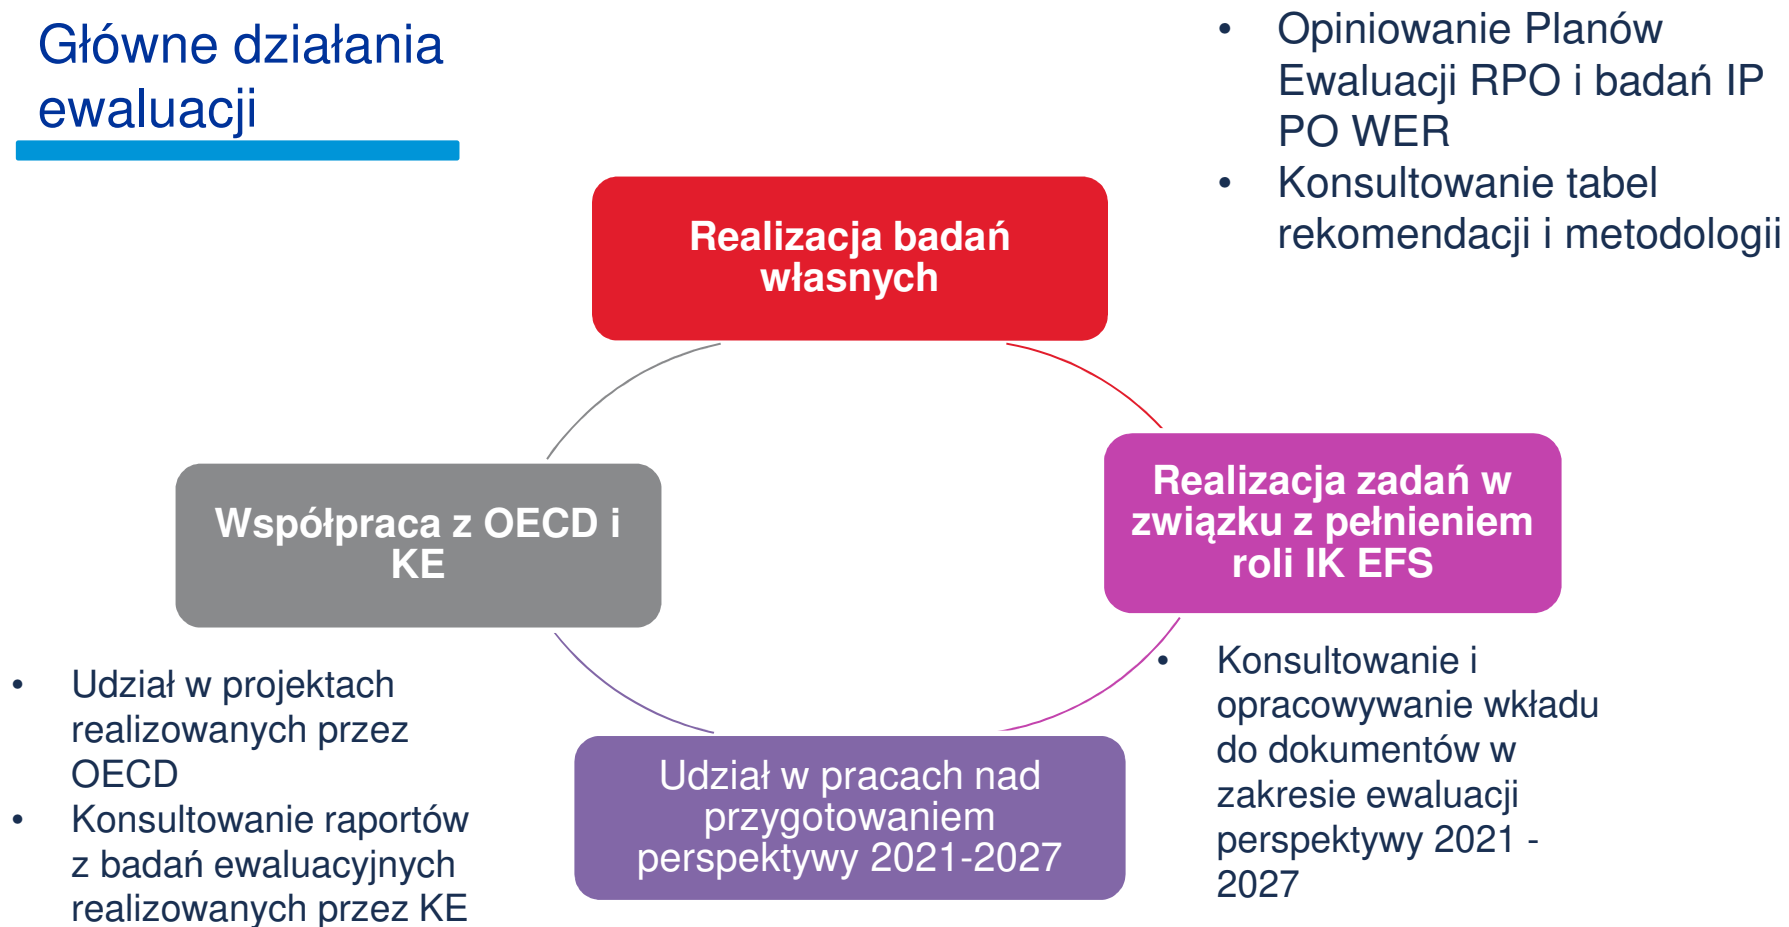 Główne działania
ewaluacji
• Opiniowanie Planów
Ewaluacji RPO i badań IP
PO WER
• Konsultowanie tabel
rekomendacji i metodologii
Realizacja badań
własnych
Realizacja zadań w
związku z pełnieniem
roli IK EFS
Współpraca z OECD i
KE
• Konsultowanie i
opracowywanie wkładu
do dokumentów w
zakresie ewaluacji
perspektywy 2021 -
2027
Udział w pracach nad
przygotowaniem
perspektywy 2021-2027
• Udział w projektach
realizowanych przez
OECD
• Konsultowanie raportów
z badań ewaluacyjnych
realizowanych przez KE